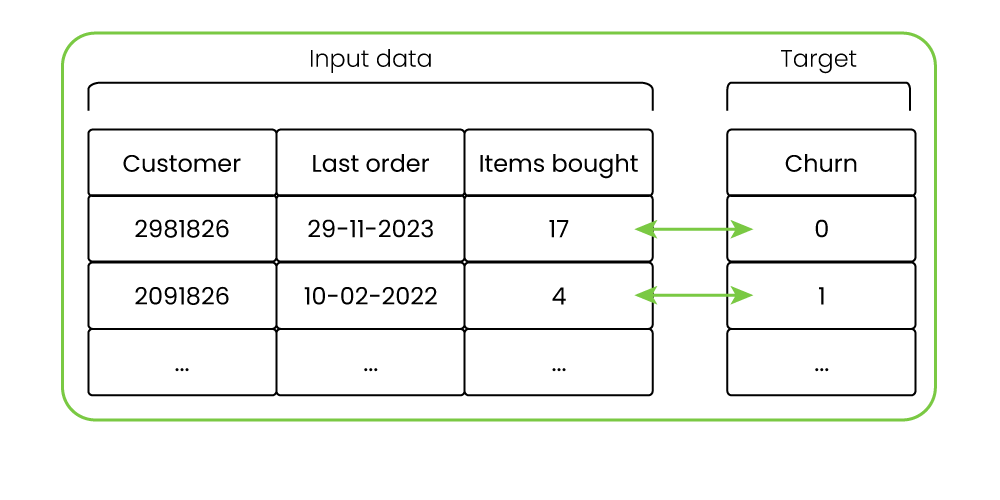 Input data Target
Customer Last order Items bought Churn
2981826 29-11-2023 17 0
2091826 10-02-2022 4 1
... ... ... ...